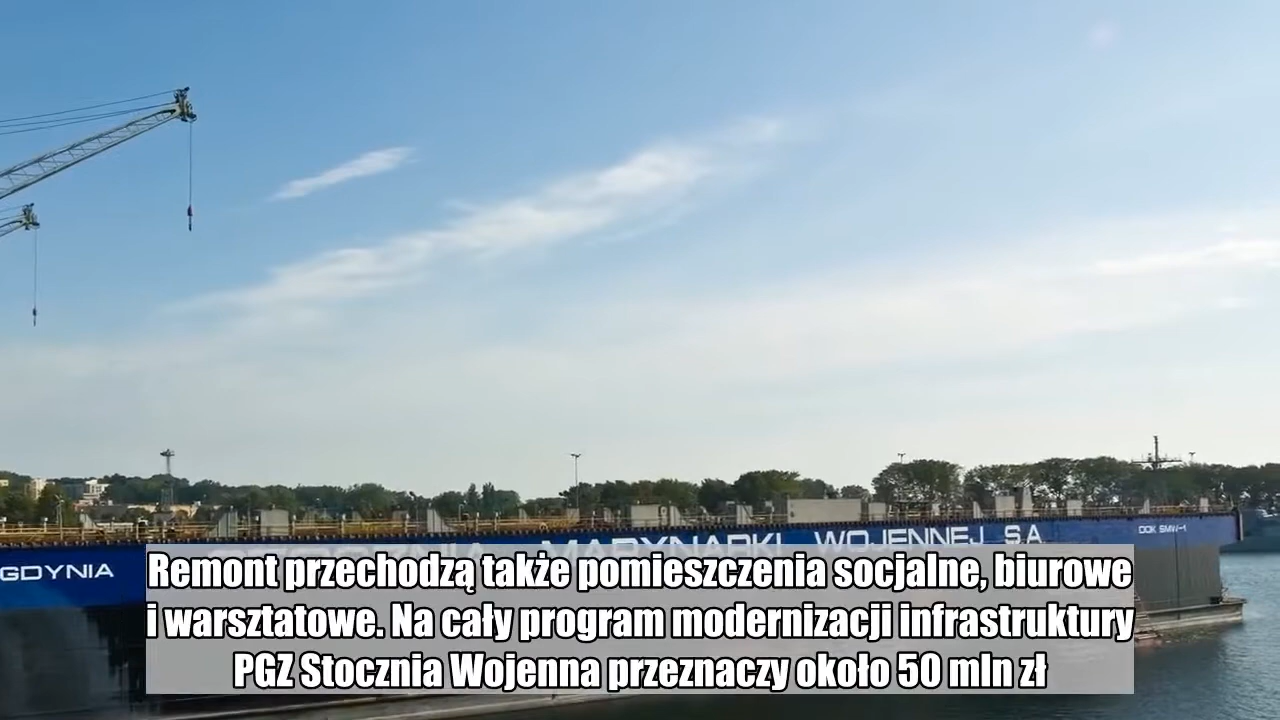 STOCZNIA MARYNARKI WOJENNEJ S.A.
DOK SMW-1
GDYNIA
Remont przechodzą także pomieszczenia socjalne, biurowe
i warsztatowe. Na cały program modernizacji infrastruktury
PGZ Stocznia Wojenna przeznaczy około 50 mln zł